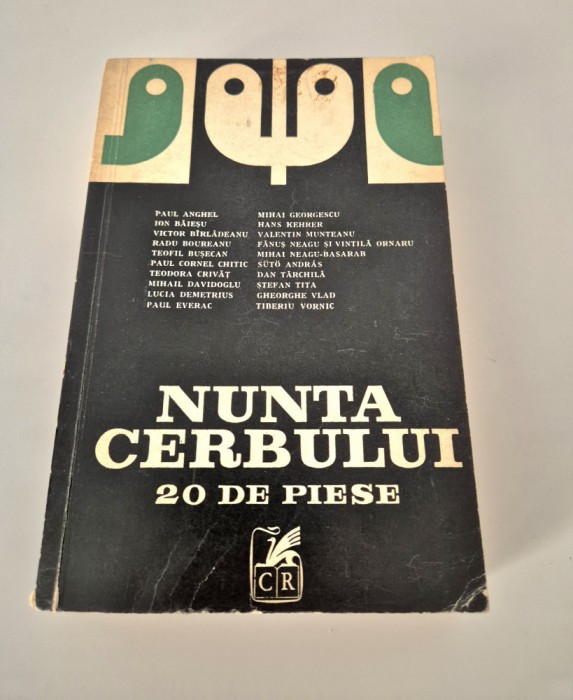 PAUL ANGHEL
ION BĂIEȘU
VICTOR BÎRLĂDEANU
RADU BOUREANU
TEOFIL BUȘECAN
PAUL CORNEL CHITIC
TEODORA CRIVĂȚ
MIHAIL DAVIDOGLU
LUCIA DEMETRIUS
PAUL EVERAC
MIHAI GEORGESCU
HANS KEHRER
VALENTIN MUNTEANU
FĂNUȘ NEAGU ȘI VINTILĂ ORNARU
MIHAI NEAGU-BASARAB
SÜTÖ ANDRÁS
DAN TĂRCHILĂ
ȘTEFAN TITA
GHEORGHE VLAD
TIBERIU VORNIC
NUNTA
CERBULUI
20 DE PIESE
CR